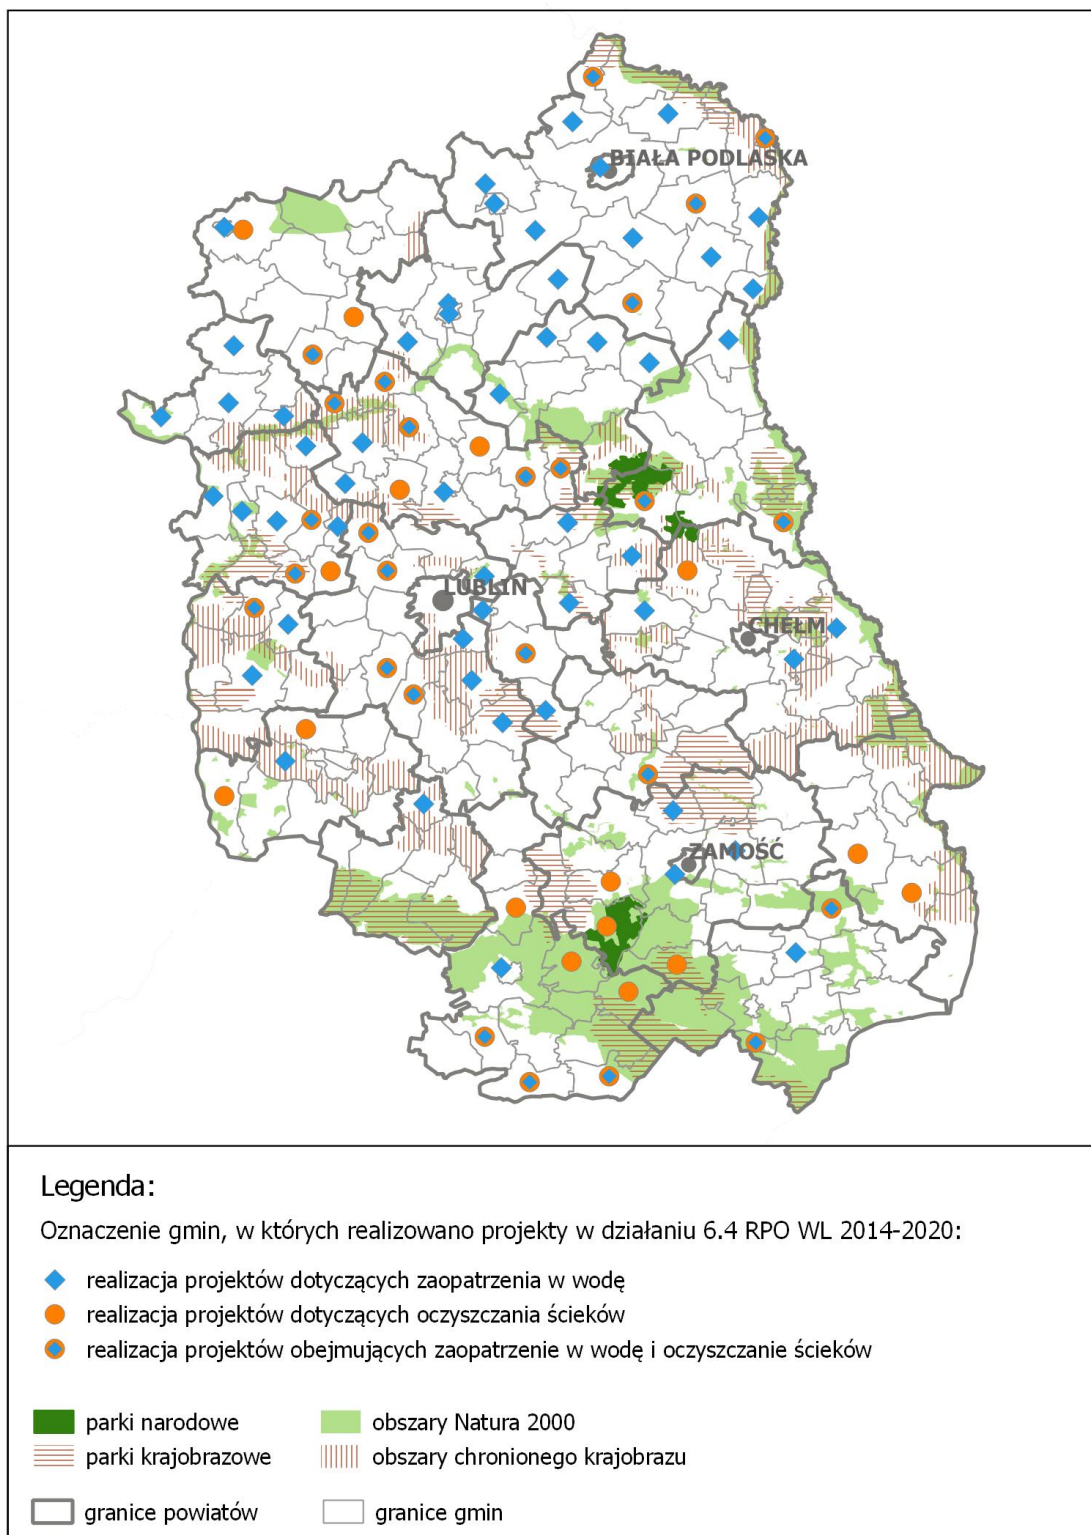 BIAŁA PODLASKA
LUBLIN
CHEŁM
ZAMOŚĆ
Legenda:
Oznaczenie gmin, w których realizowano projekty w działaniu 6.4 RPO WL 2014-2020:
realizacja projektów dotyczących zaopatrzenia w wodę
realizacja projektów dotyczących oczyszczania ścieków
realizacja projektów obejmujących zaopatrzenie w wodę i oczyszczanie ścieków
parki narodowe obszary Natura 2000
parki krajobrazowe obszary chronionego krajobrazu
granice powiatów granice gmin